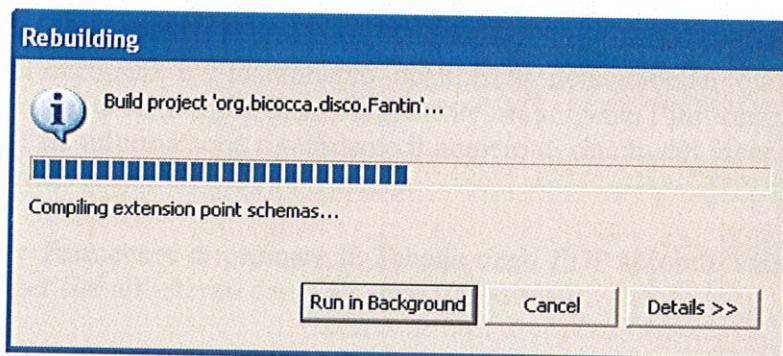 Rebuilding
Build project 'org.bicocca.disco.Fantin'...
Compiling extension point schemas...
Run in Background
Cancel
Details >>